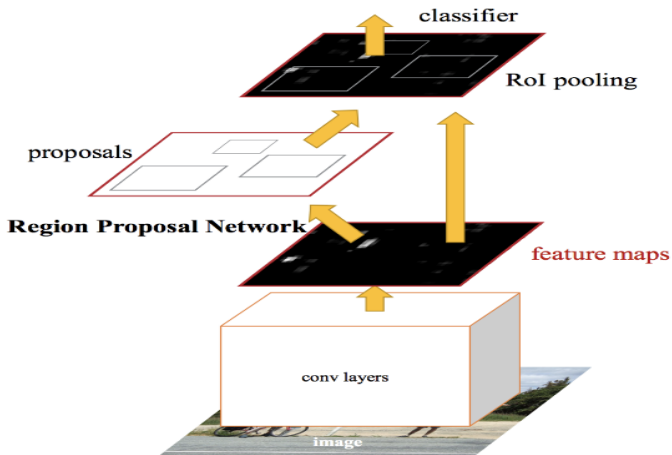 classifier
RoI pooling
proposals
Region Proposal Network
feature maps
conv layers
image